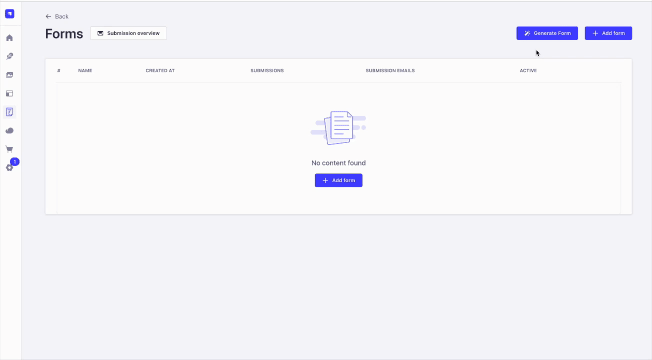 Back
Forms
Submission overview
Generate Form
Add form
# NAME CREATED AT SUBMISSIONS SUBMISSION EMAILS ACTIVE
No content found
Add form
1